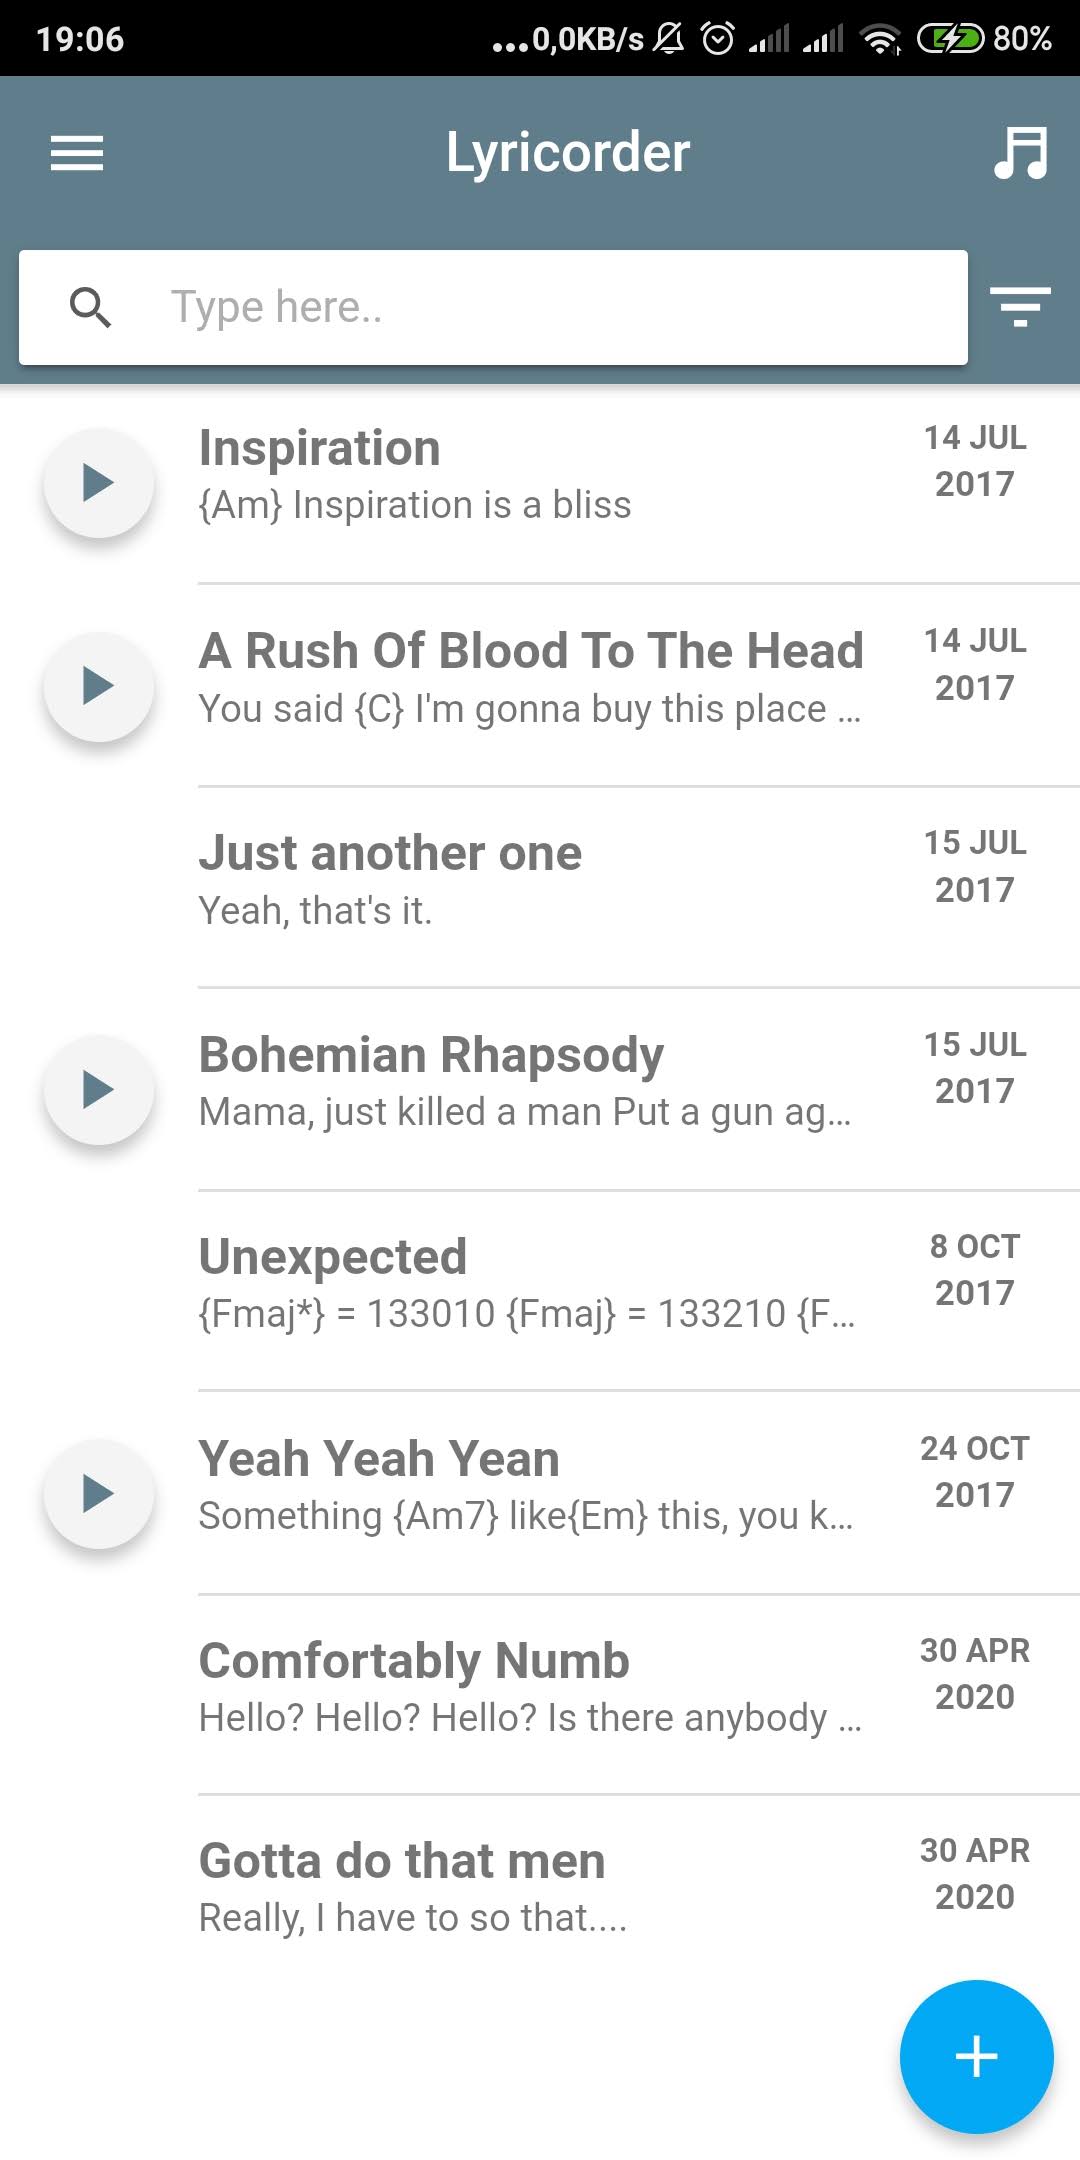 19:06 ...0,0KB/s 80%
Lyricorder
Type here..
Inspiration 14 JUL
{Am} Inspiration is a bliss 2017
A Rush Of Blood To The Head 14 JUL
You said {C} I'm gonna buy this place ... 2017
Just another one 15 JUL
Yeah, that's it. 2017
Bohemian Rhapsody 15 JUL
Mama, just killed a man Put a gun ag... 2017
Unexpected 8 OCT
{Fmaj*} = 133010 {Fmaj} = 133210 {F... 2017
Yeah Yeah Yean 24 OCT
Something {Am7} like{Em} this, you k... 2017
Comfortably Numb 30 APR
Hello? Hello? Hello? Is there anybody ... 2020
Gotta do that men 30 APR
Really, I have to so that.... 2020